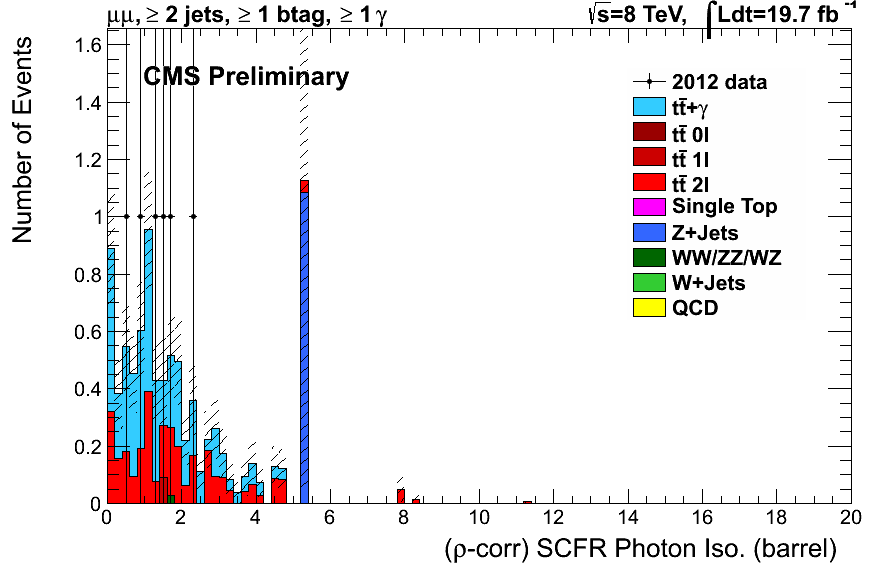 μμ, ≥ 2 jets, ≥ 1 btag, ≥ 1 γ
√s=8 TeV, ∫Ldt=19.7 fb⁻¹
CMS Preliminary
Number of Events
1.6
1.4
1.2
1
0.8
0.6
0.4
0.2
0
2012 data
tt̄+γ
tt̄ 0l
tt̄ 1l
tt̄ 2l
Single Top
Z+Jets
WW/ZZ/WZ
W+Jets
QCD
0 2 4 6 8 10 12 14 16 18 20
(ρ-corr) SCFR Photon Iso. (barrel)